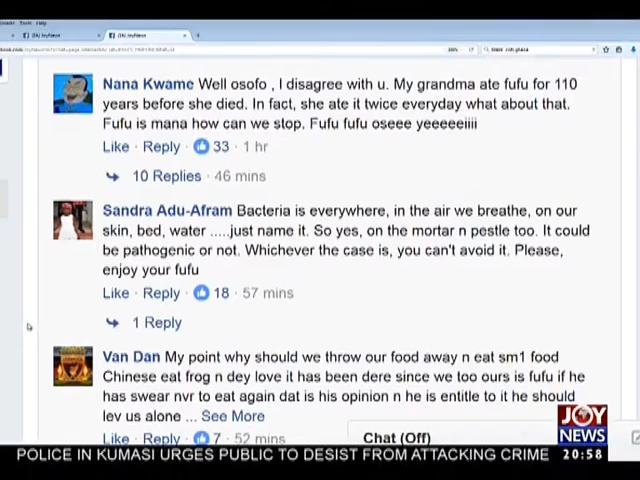 Tools Help
(9k) JoyNews
(9k) JoyNews
Nana Kwame Well osofo , I disagree with u. My grandma ate fufu for 110
years before she died. In fact, she ate it twice everyday what about that.
Fufu is mana how can we stop. Fufu fufu oseee yeeeeeiiii
Like · Reply · 33 · 1 hr
10 Replies · 46 mins
Sandra Adu-Afram Bacteria is everywhere, in the air we breathe, on our
skin, bed, water .....just name it. So yes, on the mortar n pestle too. It could
be pathogenic or not. Whichever the case is, you can't avoid it. Please,
enjoy your fufu
Like · Reply · 18 · 57 mins
1 Reply
Van Dan My point why should we throw our food away n eat sm1 food
Chinese eat frog n dey love it has been dere since we too ours is fufu if he
has swear nvr to eat again dat is his opinion n he is entitle to it he should
lev us alone ... See More
Like · Reply · 7 · 52 mins
Chat (Off)
JOY
NEWS
POLICE IN KUMASI URGES PUBLIC TO DESIST FROM ATTACKING CRIME
20:58